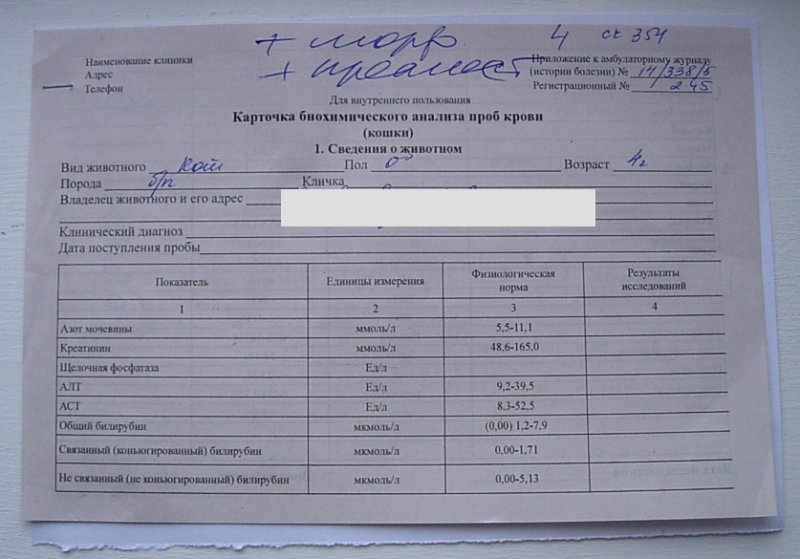 + морфо 4 ск 354
+ преанест
Наименование клиники
Адрес
Телефон
Приложение к амбулаторному журналу
(истории болезни) № 14/338/5
Регистрационный № 245
Для внутреннего пользования
Карточка биохимического анализа проб крови
(кошки)
1. Сведения о животном
Вид животного Кот Пол ♂ Возраст 4г
Порода б/п Кличка
Владелец животного и его адрес
Клинический диагноз
Дата поступления пробы
Показатель Единицы измерения Физиологическая норма Результаты исследований
1 2 3 4
Азот мочевины ммоль/л 5,5-11,1
Креатинин ммоль/л 48,6-165,0
Щелочная фосфатаза Ед/л
АЛТ Ед/л 9,2-39,5
АСТ Ед/л 8.3-52,5
Общий билирубин мкмоль/л (0,00) 1,2-7,9
Связанный (коньюгированный) билирубин мкмоль/л 0,00-1,71
Не связанный (не коньюгированный) билирубин мкмоль/л 0,00-5,13